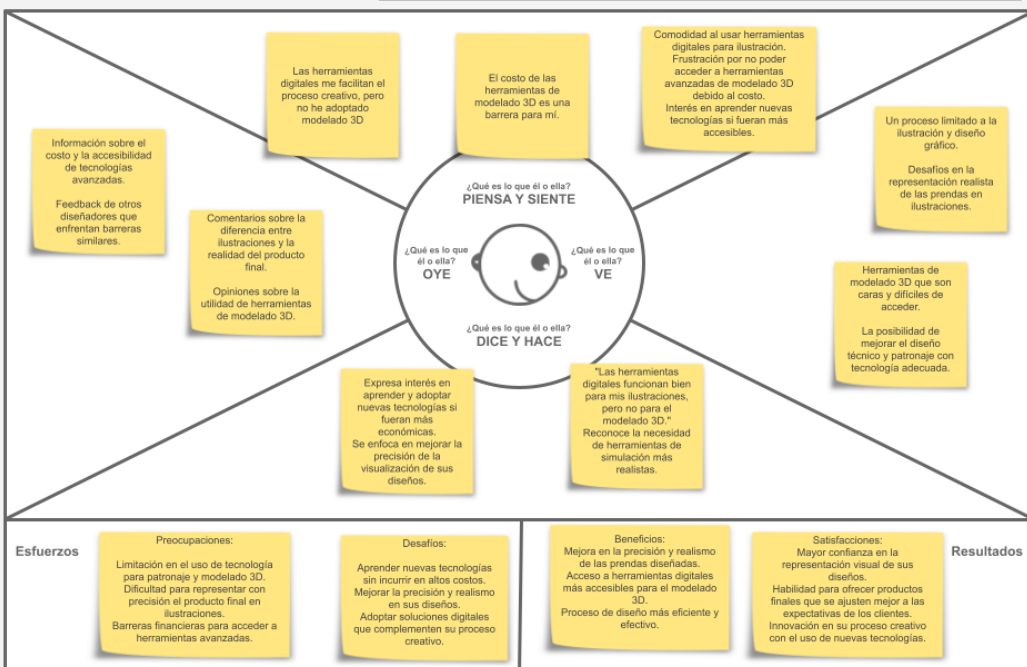 Las herramientas
digitales me facilitan el
proceso creativo, pero
no he adoptado
modelado 3D
El costo de las
herramientas de
modelado 3D es una
barrera para mí.
Comodidad al usar herramientas
digitales para ilustración.
Frustración por no poder
acceder a herramientas
avanzadas de modelado 3D
debido al costo.
Interés en aprender nuevas
tecnologías si fueran más
accesibles.
Información sobre el
costo y la accesibilidad
de tecnologías
avanzadas.
Feedback de otros
diseñadores que
enfrentan barreras
similares.
Comentarios sobre la
diferencia entre
ilustraciones y la
realidad del producto
final.
Opiniones sobre la
utilidad de herramientas
de modelado 3D.
Un proceso limitado a la
ilustración y diseño
gráfico.
Desafíos en la
representación realista
de las prendas en
ilustraciones.
Herramientas de
modelado 3D que son
caras y difíciles de
acceder.
La posibilidad de
mejorar el diseño
técnico y patronaje con
tecnología adecuada.
¿Qué es lo que él o ella?
PIENSA Y SIENTE
¿Qué es lo que
él o ella?
OYE
¿Qué es lo que
él o ella?
VE
¿Qué es lo que él o ella?
DICE Y HACE
Expresa interés en
aprender y adoptar
nuevas tecnologías si
fueran más
económicas.
Se enfoca en mejorar la
precisión de la
visualización de sus
diseños.
"Las herramientas
digitales funcionan bien
para mis ilustraciones,
pero no para el
modelado 3D."
Reconoce la necesidad
de herramientas de
simulación más
realistas.
Esfuerzos
Preocupaciones:
Limitación en el uso de tecnología
para patronaje y modelado 3D.
Dificultad para representar con
precisión el producto final en
ilustraciones.
Barreras financieras para acceder a
herramientas avanzadas.
Desafíos:
Aprender nuevas tecnologías
sin incurrir en altos costos.
Mejorar la precisión y realismo
en sus diseños.
Adoptar soluciones digitales
que complementen su proceso
creativo.
Beneficios:
Mejora en la precisión y realismo
de las prendas diseñadas.
Acceso a herramientas digitales
más accesibles para el modelado
3D.
Proceso de diseño más eficiente y
efectivo.
Satisfacciones:
Mayor confianza en la
representación visual de sus
diseños.
Habilidad para ofrecer productos
finales que se ajusten mejor a las
expectativas de los clientes.
Innovación en su proceso creativo
con el uso de nuevas tecnologías.
Resultados